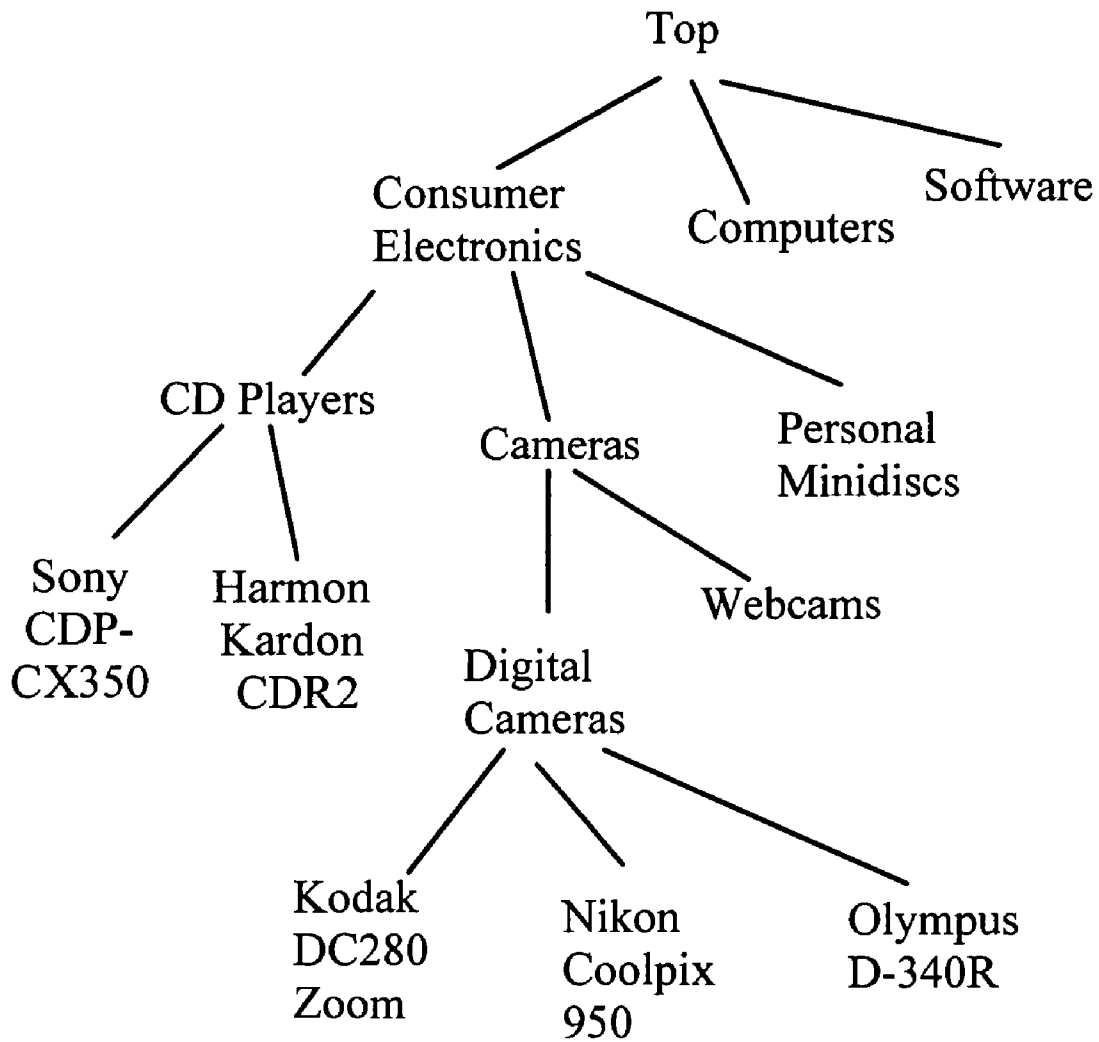 Top
Consumer
Electronics
Computers
Software
CD Players
Cameras
Personal
Minidiscs
Sony
CDP-
CX350
Harmon
Kardon
CDR2
Digital
Cameras
Webcams
Kodak
DC280
Zoom
Nikon
Coolpix
950
Olympus
D-340R